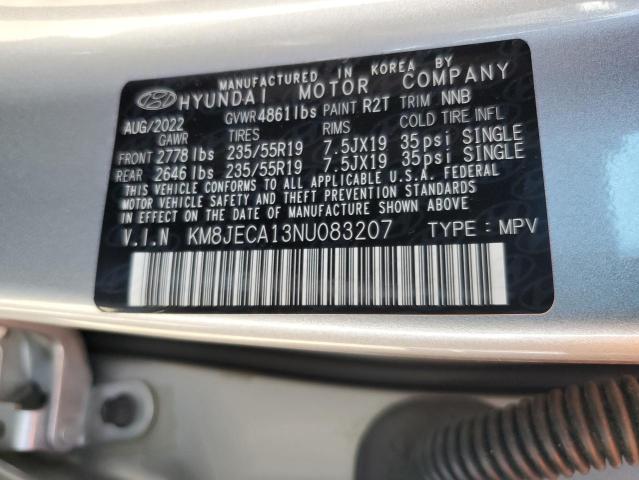 MANUFACTURED IN KOREA BY
HYUNDAI MOTOR COMPANY
AUG/2022 GVWR 4861lbs PAINT R2T TRIM NNB
GAWR TIRES RIMS COLD TIRE INFL
FRONT 2778 lbs 235/55R19 7.5JX19 35psi SINGLE
REAR 2646 lbs 235/55R19 7.5JX19 35psi SINGLE
THIS VEHICLE CONFORMS TO ALL APPLICABLE U.S.A. FEDERAL
MOTOR VEHICLE SAFETY AND THEFT PREVENTION STANDARDS
IN EFFECT ON THE DATE OF MANUFACTURE SHOWN ABOVE.
V.I.N KM8JECA13NU083207 TYPE : MPV